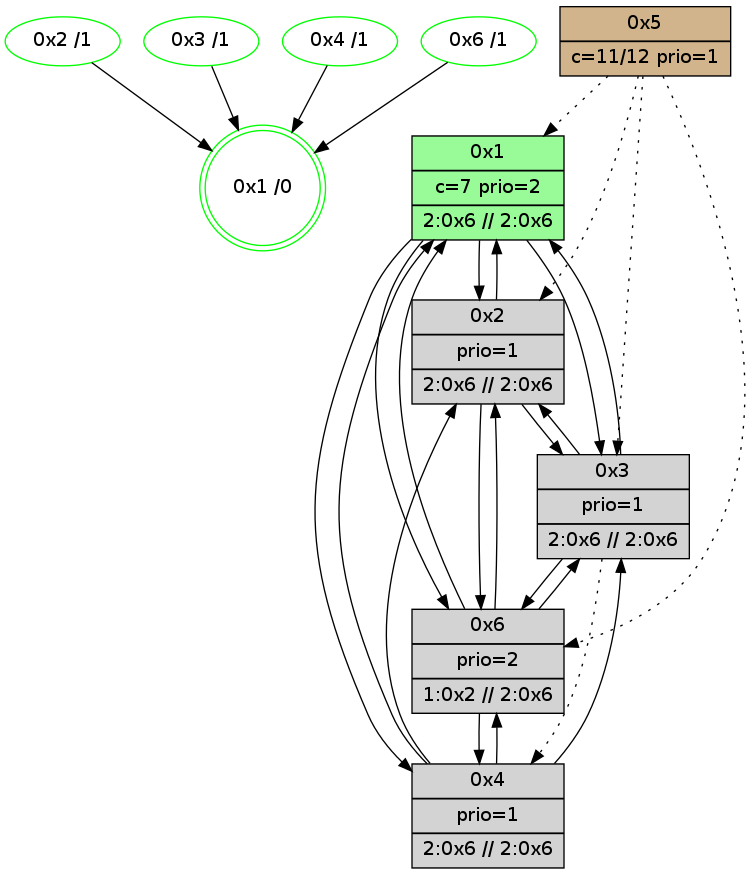 0x2 /1
0x3 /1
0x4 /1
0x6 /1
0x5
c=11/12 prio=1
0x1 /0
0x1
c=7 prio=2
2:0x6 // 2:0x6
0x2
prio=1
2:0x6 // 2:0x6
0x3
prio=1
2:0x6 // 2:0x6
0x6
prio=2
1:0x2 // 2:0x6
0x4
prio=1
2:0x6 // 2:0x6